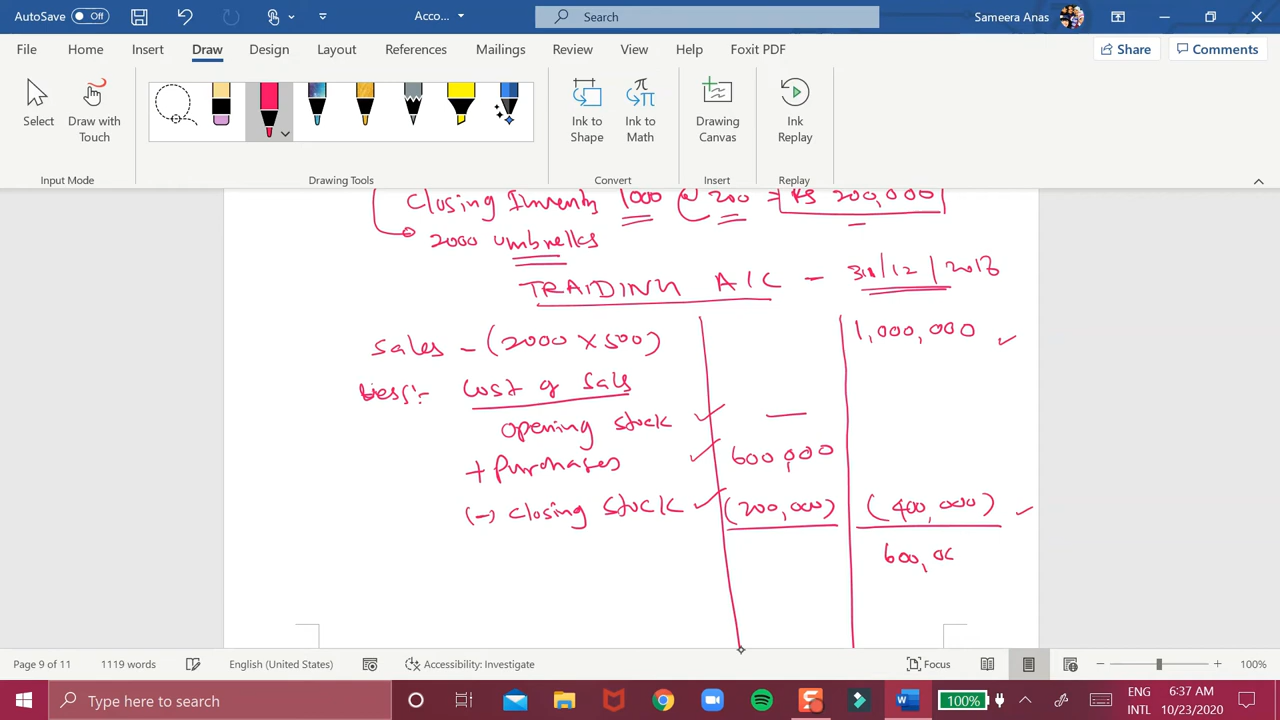 AutoSave Off Acco... Search Sameera Anas
File Home Insert Draw Design Layout References Mailings Review View Help Foxit PDF Share Comments
Select Draw with Touch Ink to Shape Ink to Math Drawing Canvas Ink Replay
Input Mode Drawing Tools Convert Insert Replay
Closing Inventy 1000 @ 200 = Rs 200,000
2000 umbrellas
TRAIDING A/C – 31/12/2016
Sales – (2000 × 500) 1,000,000
Less:- Cost of Sales
opening stock —
+ Purchases 600,000
(-) closing stock (200,000) (400,000)
600,00
Page 9 of 11 1119 words English (United States) Accessibility: Investigate Focus 100%
Type here to search 100% ENG 6:37 AM
INTL 10/23/2020